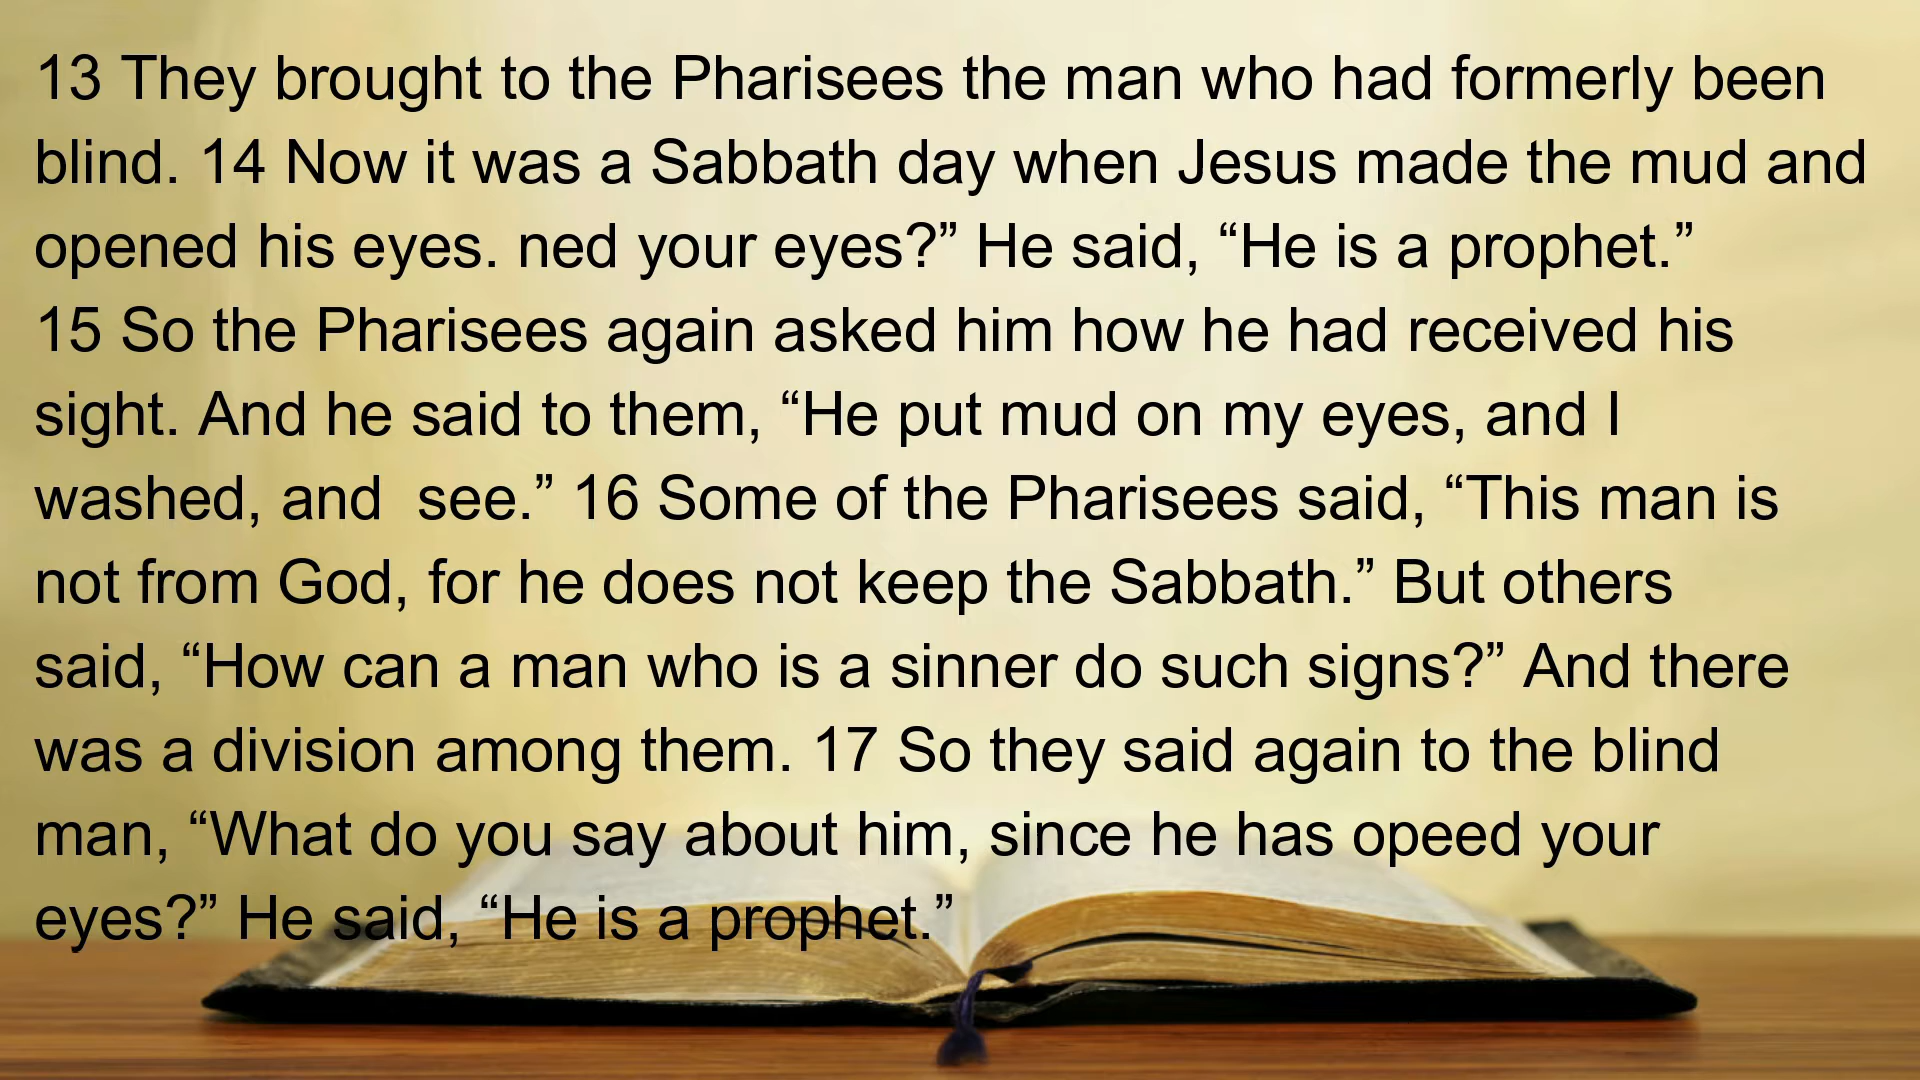 13 They brought to the Pharisees the man who had formerly been
blind. 14 Now it was a Sabbath day when Jesus made the mud and
opened his eyes. ned your eyes?” He said, “He is a prophet.”
15 So the Pharisees again asked him how he had received his
sight. And he said to them, “He put mud on my eyes, and I
washed, and  see.” 16 Some of the Pharisees said, “This man is
not from God, for he does not keep the Sabbath.” But others
said, “How can a man who is a sinner do such signs?” And there
was a division among them. 17 So they said again to the blind
man, “What do you say about him, since he has opeed your
eyes?” He said, “He is a prophet.”